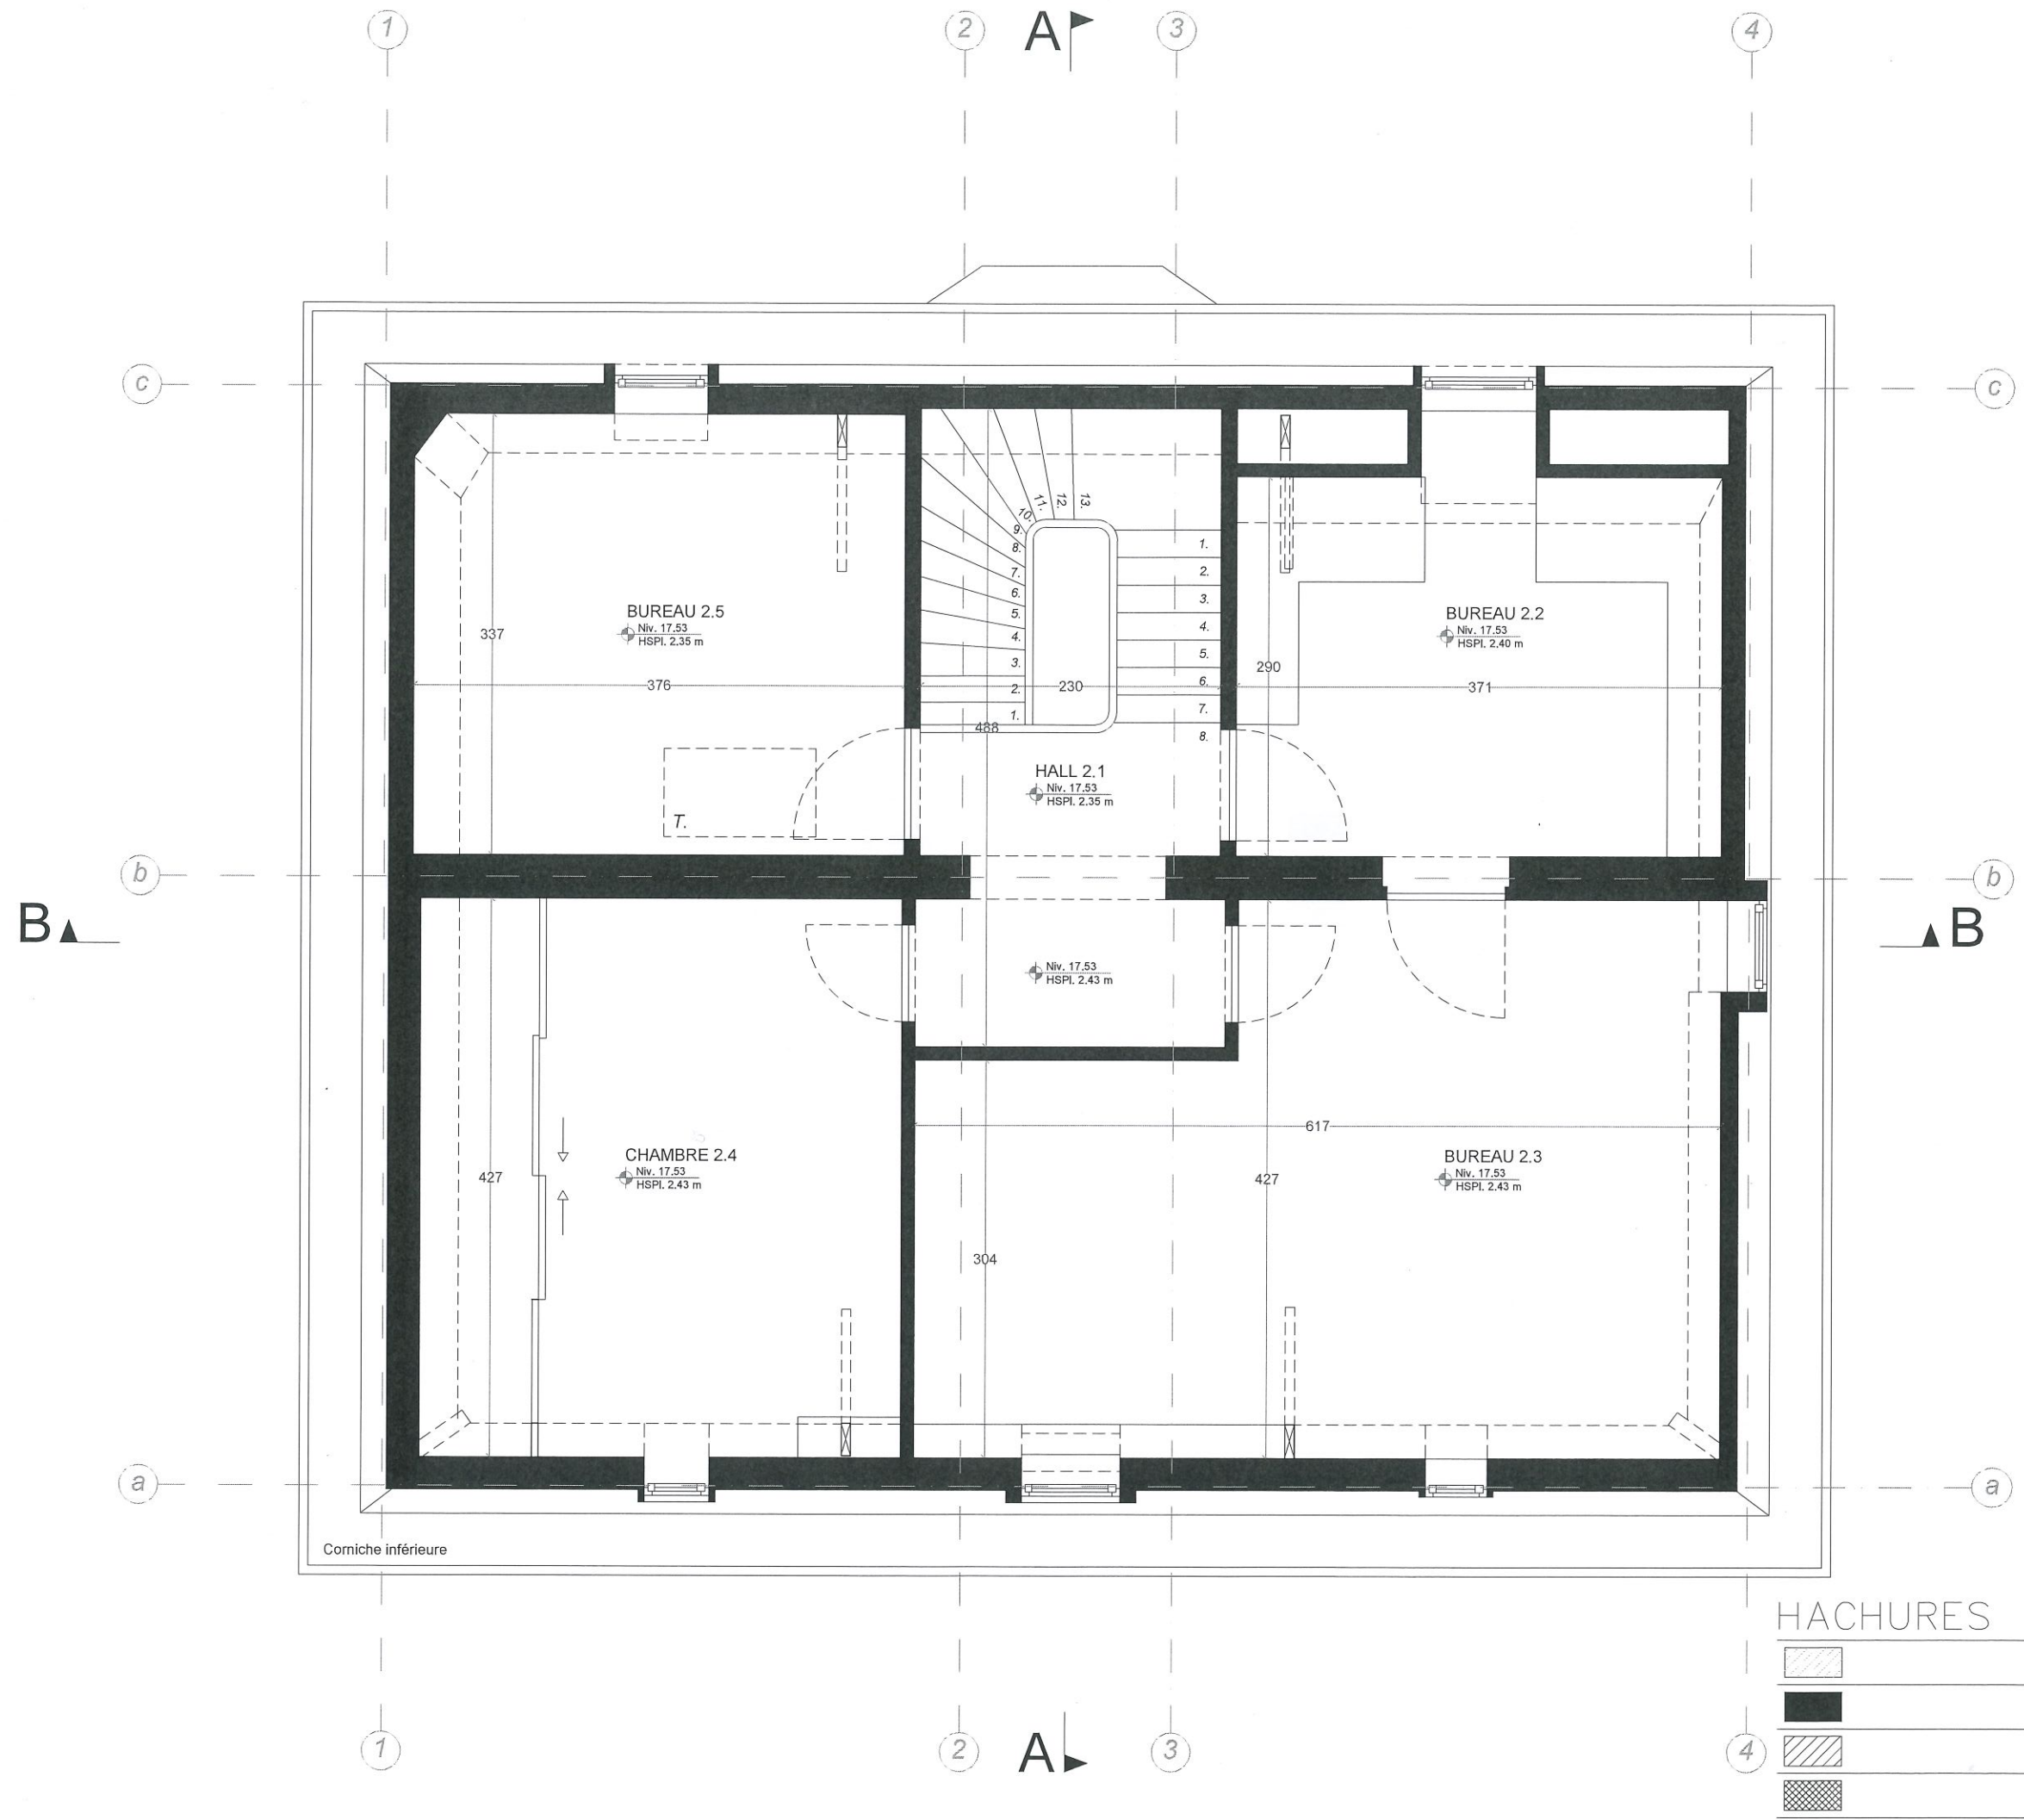 1
2
A
3
4
c
c
13.
12.
11.
10.
9.
8.
7.
6.
5.
4.
3.
2.
1.
1.
2.
3.
4.
5.
6.
7.
8.
BUREAU 2.5
Niv. 17.53
HSPl. 2.35 m
BUREAU 2.2
Niv. 17.53
HSPl. 2.40 m
337
290
376
230
371
488
HALL 2.1
Niv. 17.53
HSPl. 2.35 m
T.
b
b
B
B
Niv. 17.53
HSPl. 2.43 m
617
CHAMBRE 2.4
Niv. 17.53
HSPl. 2.43 m
BUREAU 2.3
Niv. 17.53
HSPl. 2.43 m
427
427
304
a
a
Corniche inférieure
HACHURES
1
2
A
3
4